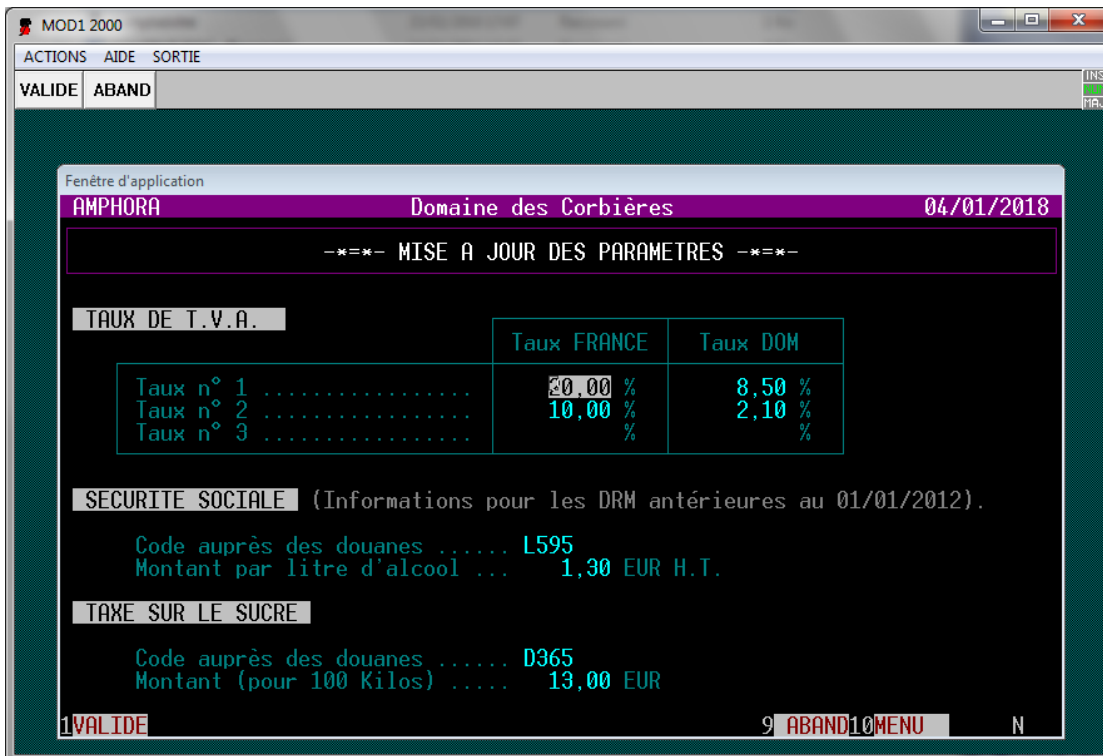 MOD1 2000
ACTIONS AIDE SORTIE
VALIDE ABAND
INS
MAJ
Fenêtre d'application
AMPHORA Domaine des Corbières 04/01/2018
-*=*- MISE A JOUR DES PARAMETRES -*=*-
TAUX DE T.V.A.
Taux FRANCE Taux DOM
Taux n° 1 ................. 20,00 % 8,50 %
Taux n° 2 ................. 10,00 % 2,10 %
Taux n° 3 ................. % %
SECURITE SOCIALE (Informations pour les DRM antérieures au 01/01/2012).
Code auprès des douanes ...... L595
Montant par litre d'alcool ... 1,30 EUR H.T.
TAXE SUR LE SUCRE
Code auprès des douanes ...... D365
Montant (pour 100 Kilos) ..... 13,00 EUR
1VALIDE 9 ABAND10MENU N